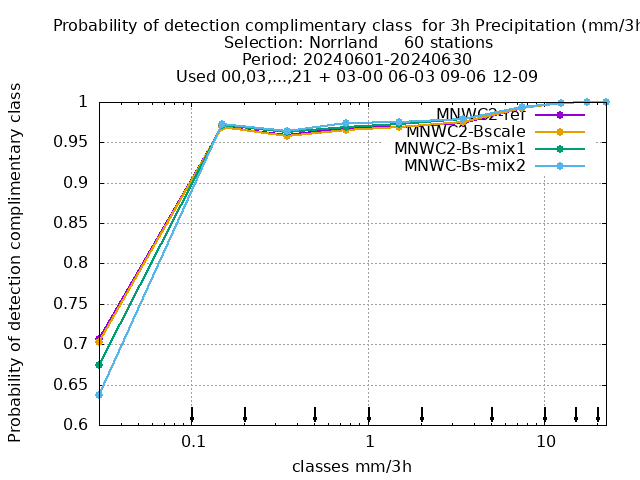 Probability of detection complimentary class  for 3h Precipitation (mm/3h
Selection: Norrland     60 stations
Period: 20240601-20240630
Used 00,03,...,21 + 03-00 06-03 09-06 12-09
Probability of detection complimentary class
1
0.95
0.9
0.85
0.8
0.75
0.7
0.65
0.6
MNWC2-ref
MNWC2-Bscale
MNWC2-Bs-mix1
MNWC-Bs-mix2
0.1
1
10
classes mm/3h